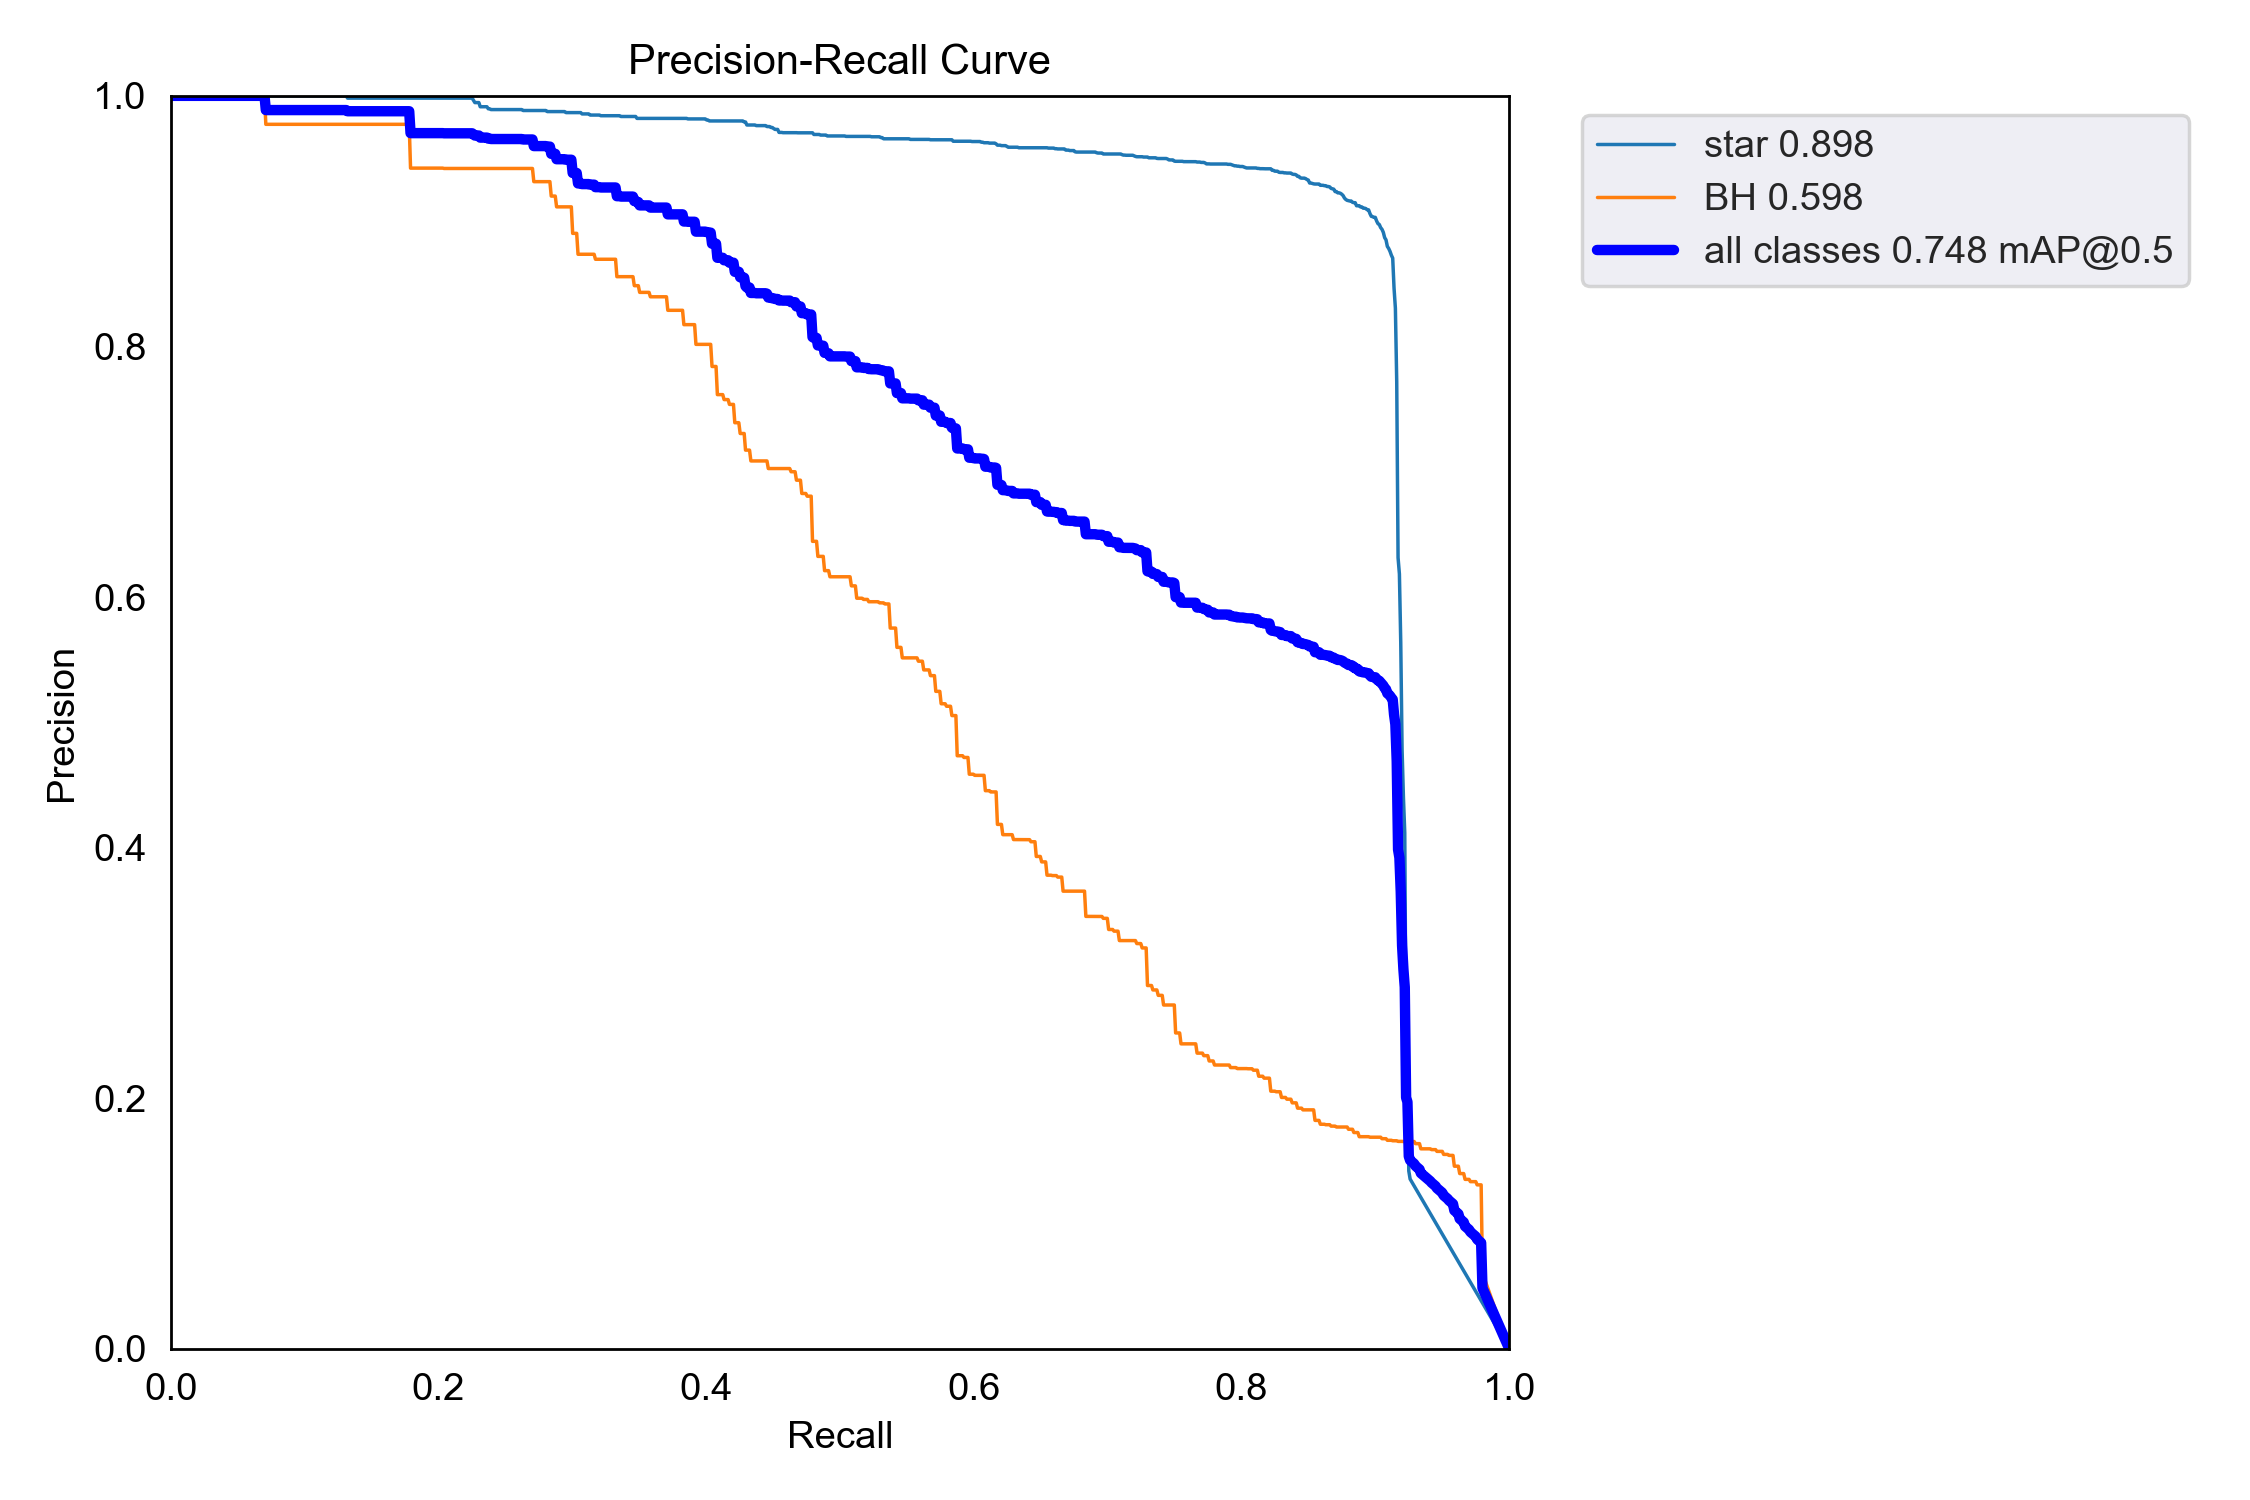 Precision-Recall Curve
1.0
0.8
0.6
0.4
0.2
0.0
Precision
0.0 0.2 0.4 0.6 0.8 1.0
Recall
star 0.898
BH 0.598
all classes 0.748 mAP@0.5